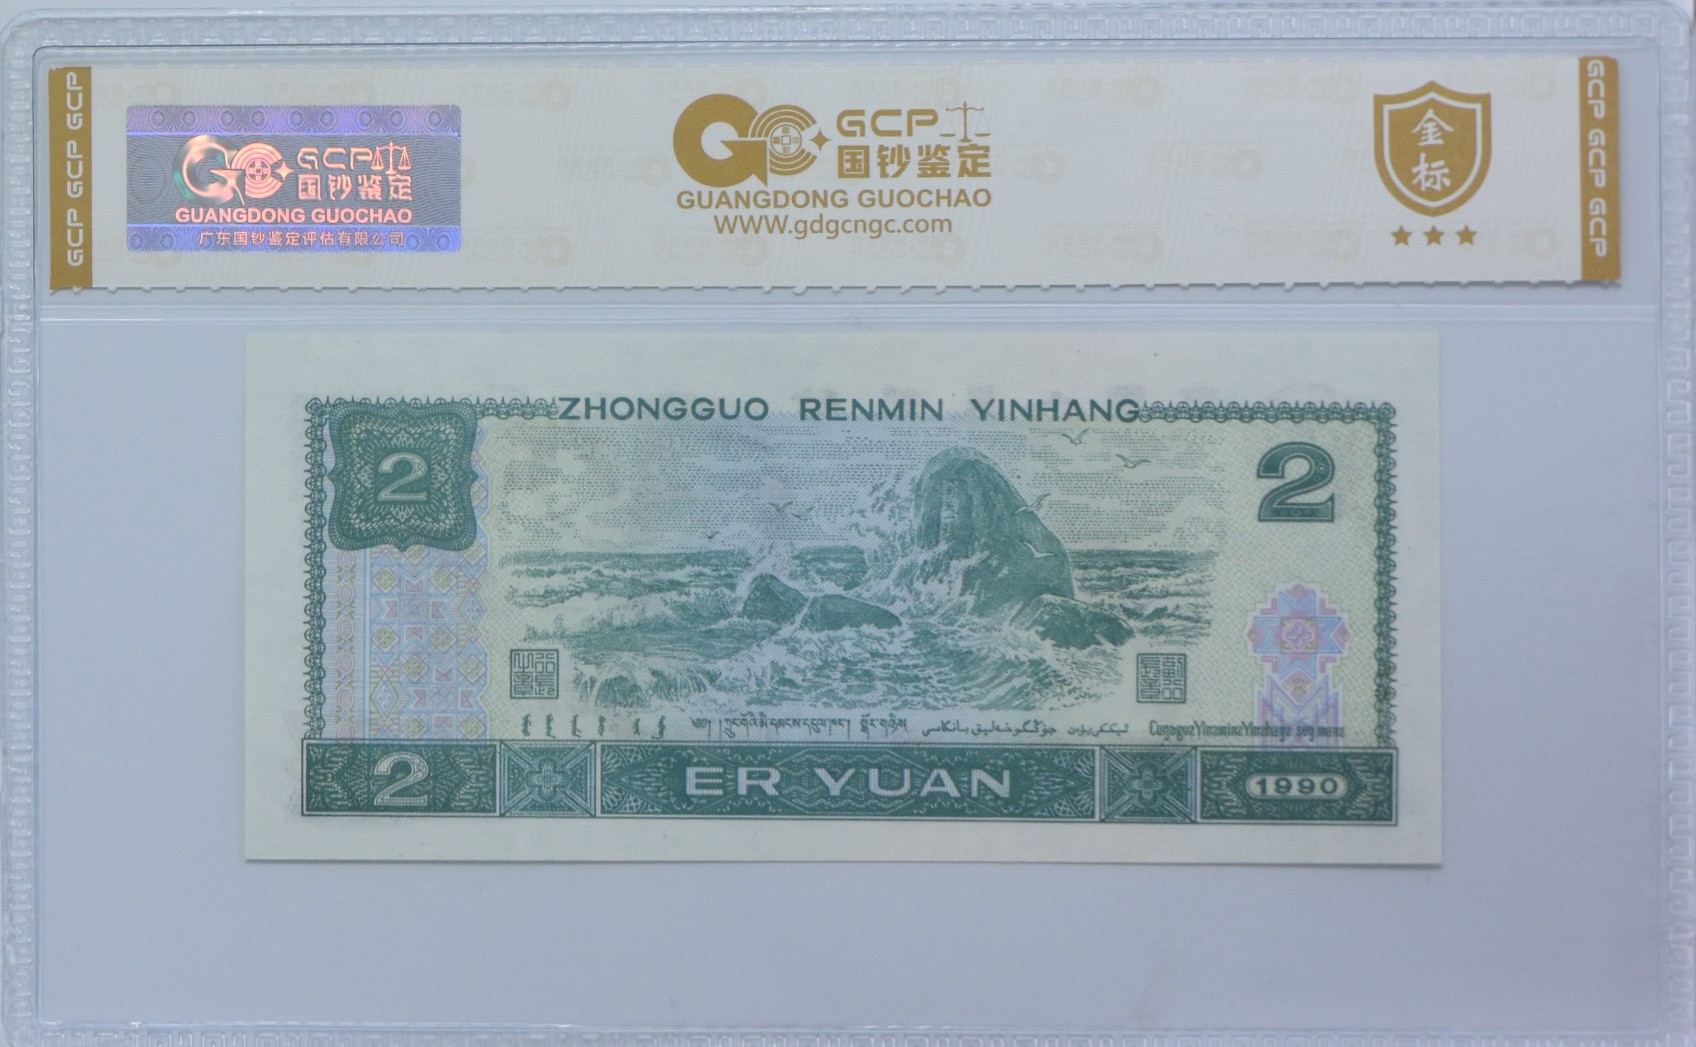 GCP GCP GCP
GCP 国钞鉴定
GUANGDONG GUOCHAO
广东国钞鉴定评估有限公司
GCP
国钞鉴定
GUANGDONG GUOCHAO
WWW.gdgcngc.com
金标
GCP GCP GCP
ZHONGGUO RENMIN YINHANG
2
2
ER YUAN
2
1990